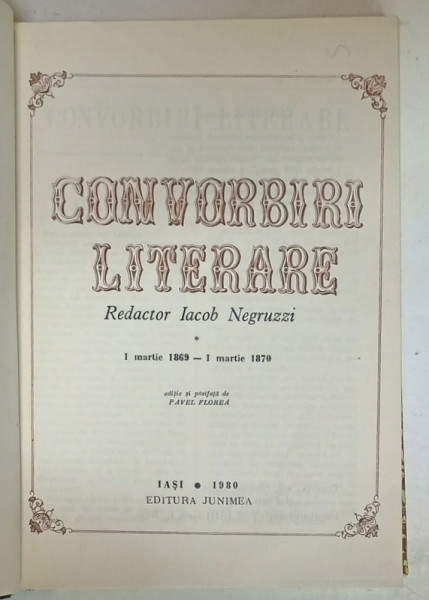 CONVORBIRI
LITERARE
Redactor Iacob Negruzzi
*
1 martie 1869 — 1 martie 1870
ediție și postfață de
PAVEL FLOREA
IAȘI ● 1980
EDITURA JUNIMEA